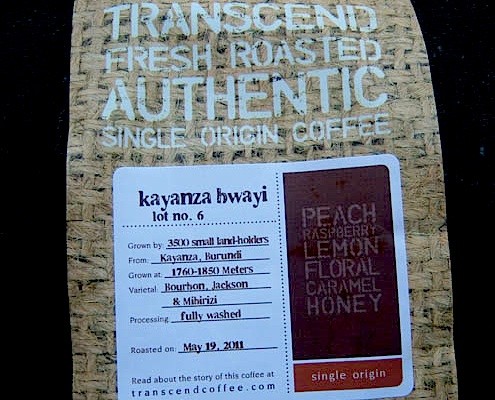 TRANSCEND
FRESH ROASTED
AUTHENTIC
SINGLE ORIGIN COFFEE
kayanza bwayi
lot no. 6
Grown by: 3500 small land-holders
From: Kayanza, Burundi
Grown at: 1760-1850 Meters
Varietal: Bourbon, Jackson
& Mibirizi
Processing: fully washed
Roasted on: May 19, 2011
Read about the story of this coffee at
transcendcoffee.com
PEACH
RASPBERRY
LEMON
FLORAL
CARAMEL
HONEY
single origin